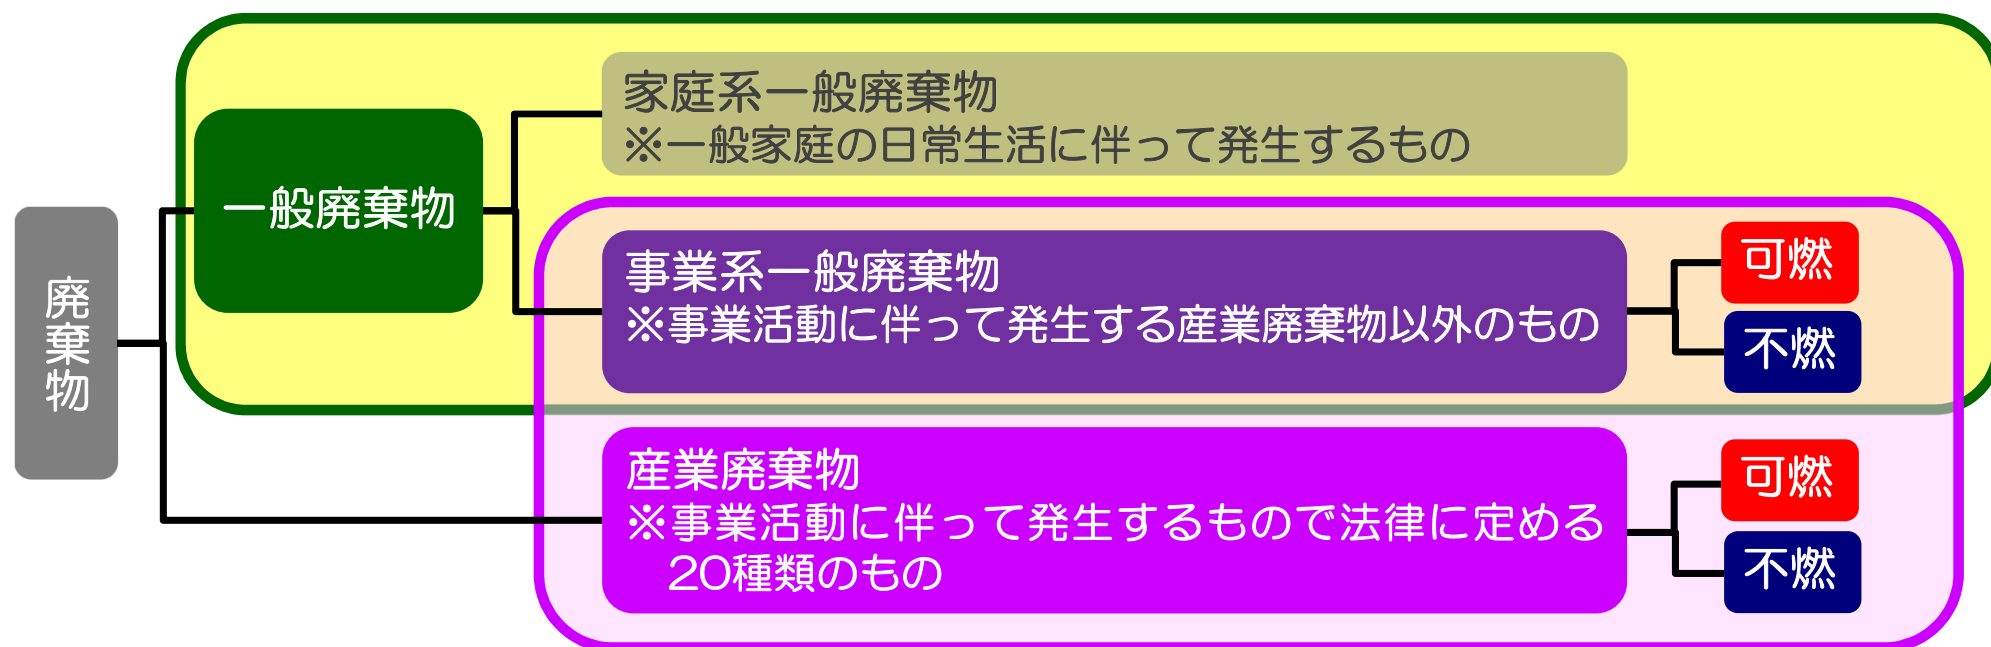 廃棄物
一般廃棄物
家庭系一般廃棄物
※一般家庭の日常生活に伴って発生するもの
事業系一般廃棄物
※事業活動に伴って発生する産業廃棄物以外のもの
可燃
不燃
産業廃棄物
※事業活動に伴って発生するもので法律に定める
20種類のもの
可燃
不燃